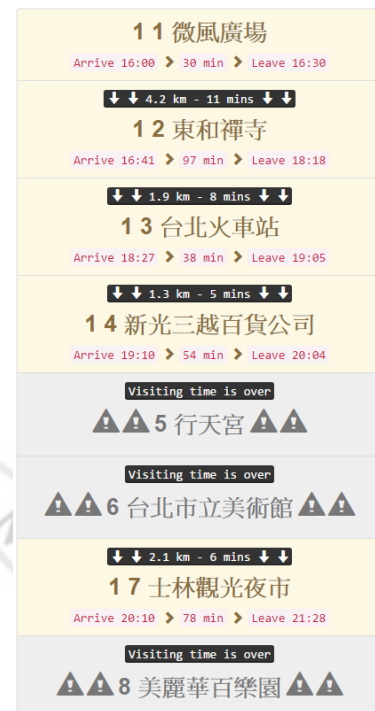 1 1 微風廣場
Arrive 16:00 > 30 min > Leave 16:30
4.2 km - 11 mins
1 2 東和禪寺
Arrive 16:41 > 97 min > Leave 18:18
1.9 km - 8 mins
1 3 台北火車站
Arrive 18:27 > 38 min > Leave 19:05
1.3 km - 5 mins
1 4 新光三越百貨公司
Arrive 19:10 > 54 min > Leave 20:04
Visiting time is over
5 行天宮
Visiting time is over
6 台北市立美術館
2.1 km - 6 mins
1 7 士林觀光夜市
Arrive 20:10 > 78 min > Leave 21:28
Visiting time is over
8 美麗華百樂園